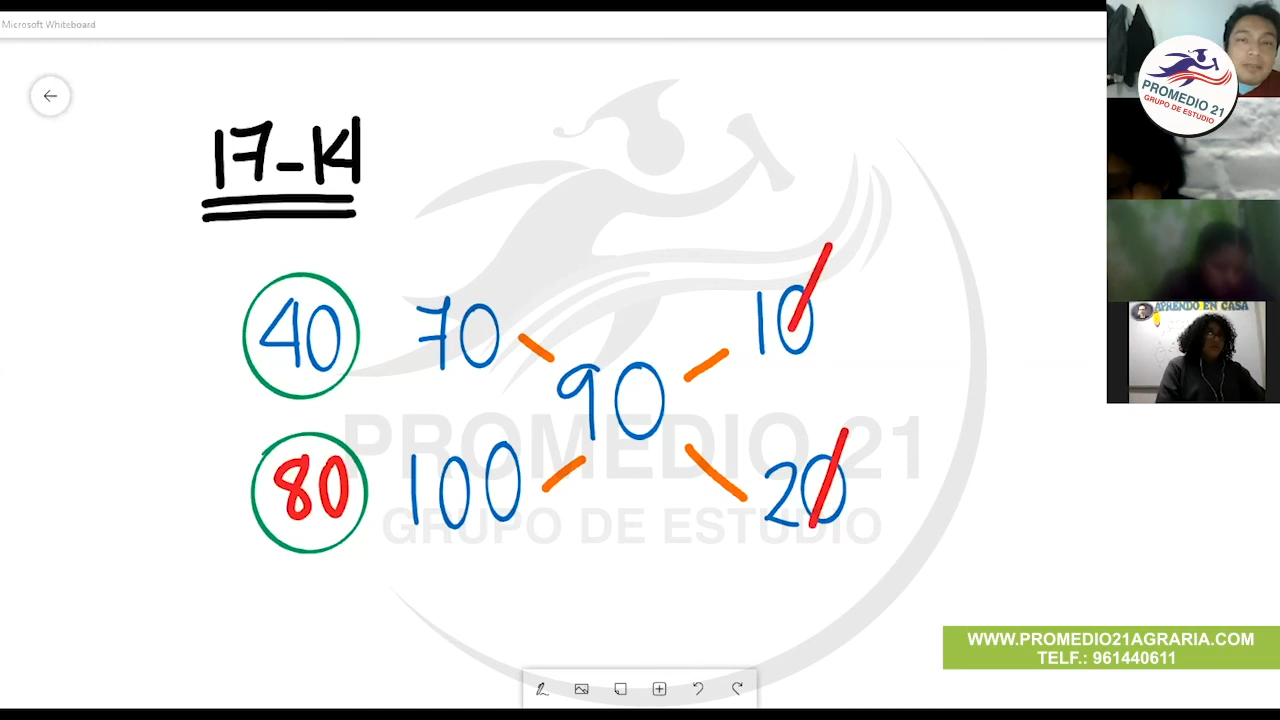 Microsoft Whiteboard
17-14
40 70 10
90
80 100 20
PROMEDIO 21
GRUPO DE ESTUDIO
PROMEDIO 21
GRUPO DE ESTUDIO
APRENDO EN CASA
WWW.PROMEDIO21AGRARIA.COM
TELF.: 961440611